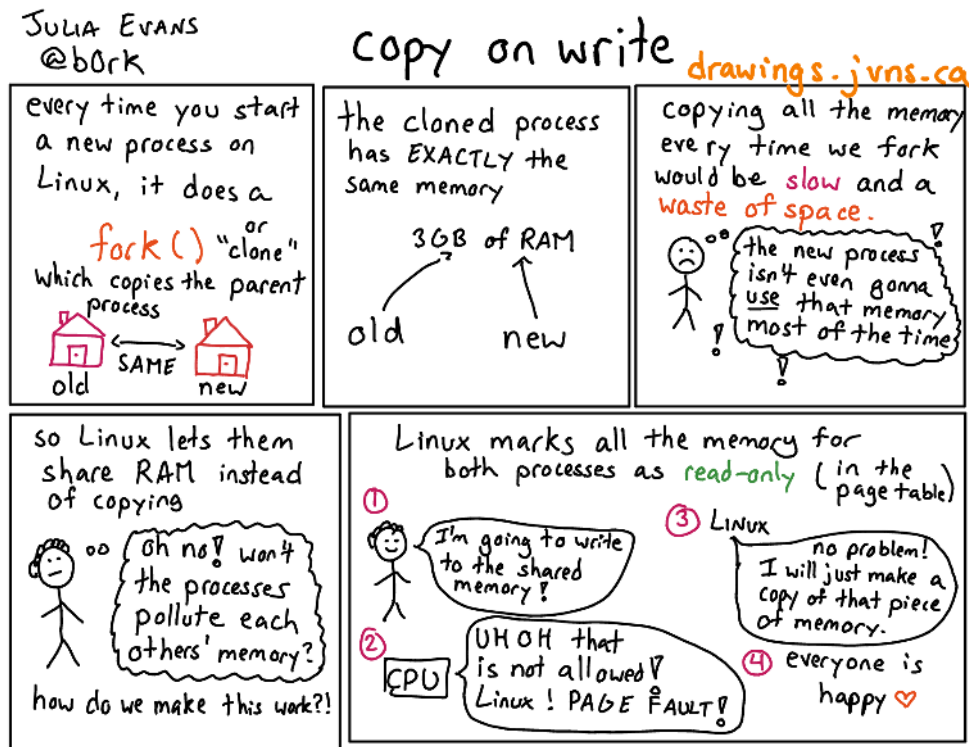 JULIA EVANS
@b0rk
copy on write
drawings.jvns.ca
every time you start
a new process on
Linux, it does a
fork() or "clone"
which copies the parent
process
SAME
old
new
the cloned process
has EXACTLY the
same memory
3GB of RAM
old
new
copying all the memory
every time we fork
would be slow and a
waste of space.
the new process
isn't even gonna
use that memory
most of the time
so Linux lets them
share RAM instead
of copying
oh no! won't
the processes
pollute each
others' memory?
how do we make this work?!
Linux marks all the memory for
both processes as read-only (in the
page table)
1
I'm going to write
to the shared
memory!
2
CPU
UH OH that
is not allowed!
Linux! PAGE FAULT!
3 LINUX
no problem!
I will just make a
copy of that piece
of memory.
4 everyone is
happy ♡